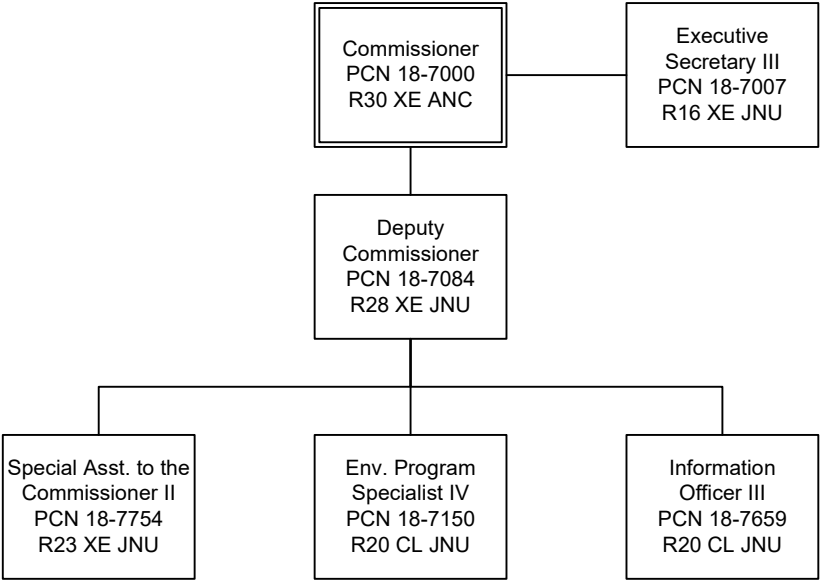 Commissioner
PCN 18-7000
R30 XE ANC
Executive
Secretary III
PCN 18-7007
R16 XE JNU
Deputy
Commissioner
PCN 18-7084
R28 XE JNU
Special Asst. to the
Commissioner II
PCN 18-7754
R23 XE JNU
Env. Program
Specialist IV
PCN 18-7150
R20 CL JNU
Information
Officer III
PCN 18-7659
R20 CL JNU